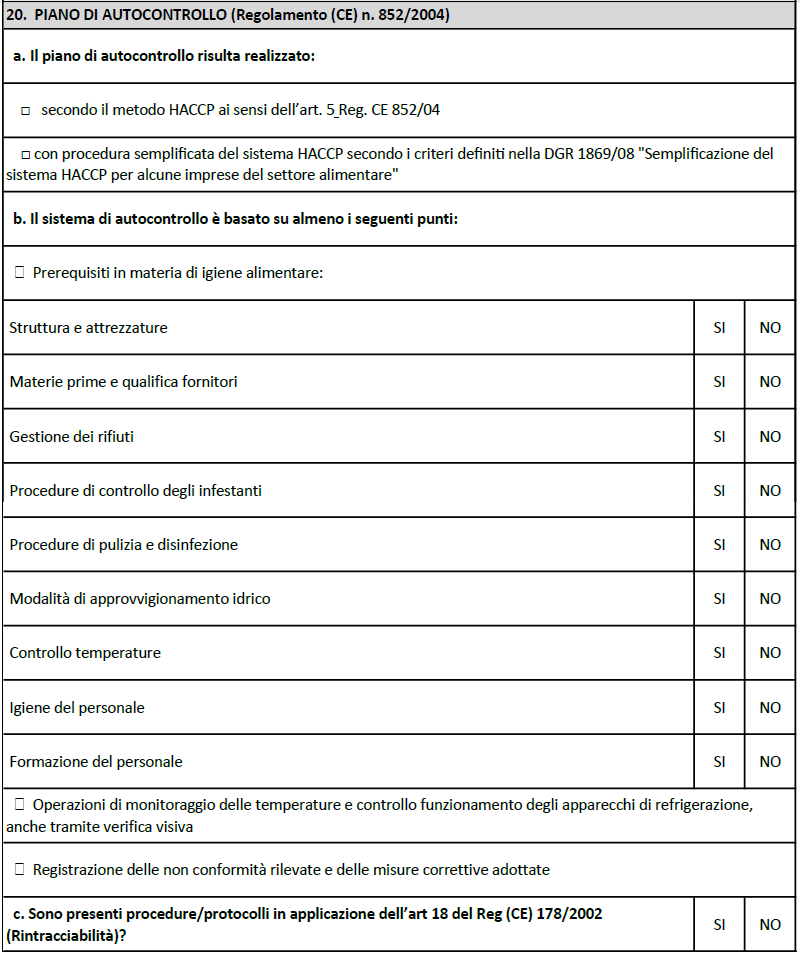 20. PIANO DI AUTOCONTROLLO (Regolamento (CE) n. 852/2004)
a. Il piano di autocontrollo risulta realizzato:
□ secondo il metodo HACCP ai sensi dell’art. 5_Reg. CE 852/04
□ con procedura semplificata del sistema HACCP secondo i criteri definiti nella DGR 1869/08 "Semplificazione del
sistema HACCP per alcune imprese del settore alimentare"
b. Il sistema di autocontrollo è basato su almeno i seguenti punti:
□ Prerequisiti in materia di igiene alimentare:
Struttura e attrezzature SI NO
Materie prime e qualifica fornitori SI NO
Gestione dei rifiuti SI NO
Procedure di controllo degli infestanti SI NO
Procedure di pulizia e disinfezione SI NO
Modalità di approvvigionamento idrico SI NO
Controllo temperature SI NO
Igiene del personale SI NO
Formazione del personale SI NO
□ Operazioni di monitoraggio delle temperature e controllo funzionamento degli apparecchi di refrigerazione,
anche tramite verifica visiva
□ Registrazione delle non conformità rilevate e delle misure correttive adottate
c. Sono presenti procedure/protocolli in applicazione dell’art 18 del Reg (CE) 178/2002
(Rintracciabilità)? SI NO